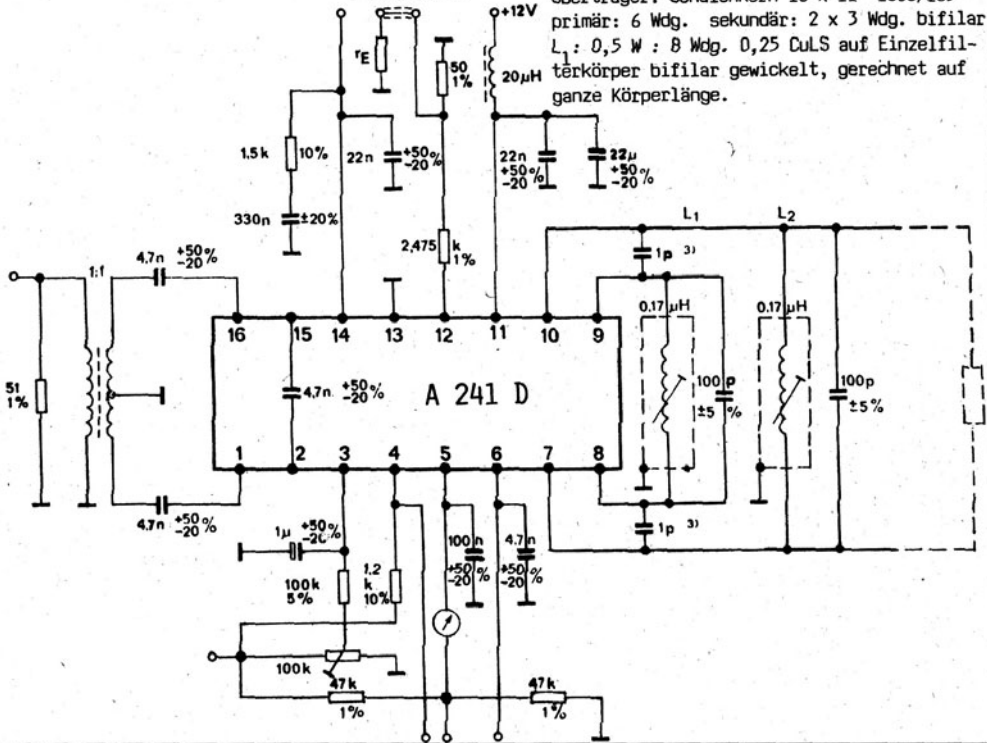 primär: 6 Wdg. sekundär: 2 x 3 Wdg. bifilar
L1: 0,5 W : 8 Wdg. 0,25 CuLS auf Einzelfil-
terkörper bifilar gewickelt, gerechnet auf
ganze Körperlänge.
+12V
rE
50
1%
20µH
1.5k
10%
22n
+50%
-20%
22n
+50%
-20%
22µ
+50
-20%
330n
±20%
2,475 k
1%
L1
L2
1p 3)
4,7n
+50%
-20%
1:1
0.17 µH
0.17 µH
16
15
14
13
12
11
10
9
51
1%
4,7n
+50%
-20%
A 241 D
100 p
±5
%
100p
±5%
1
2
3
4
5
6
7
8
4.7n
+50%
-20%
1p 3)
1µ
+50
-20%
100n
+50
-20%
4.7n
+50
-20%
100k
5%
1,2
k
10%
100k
47k
1%
47k
1%